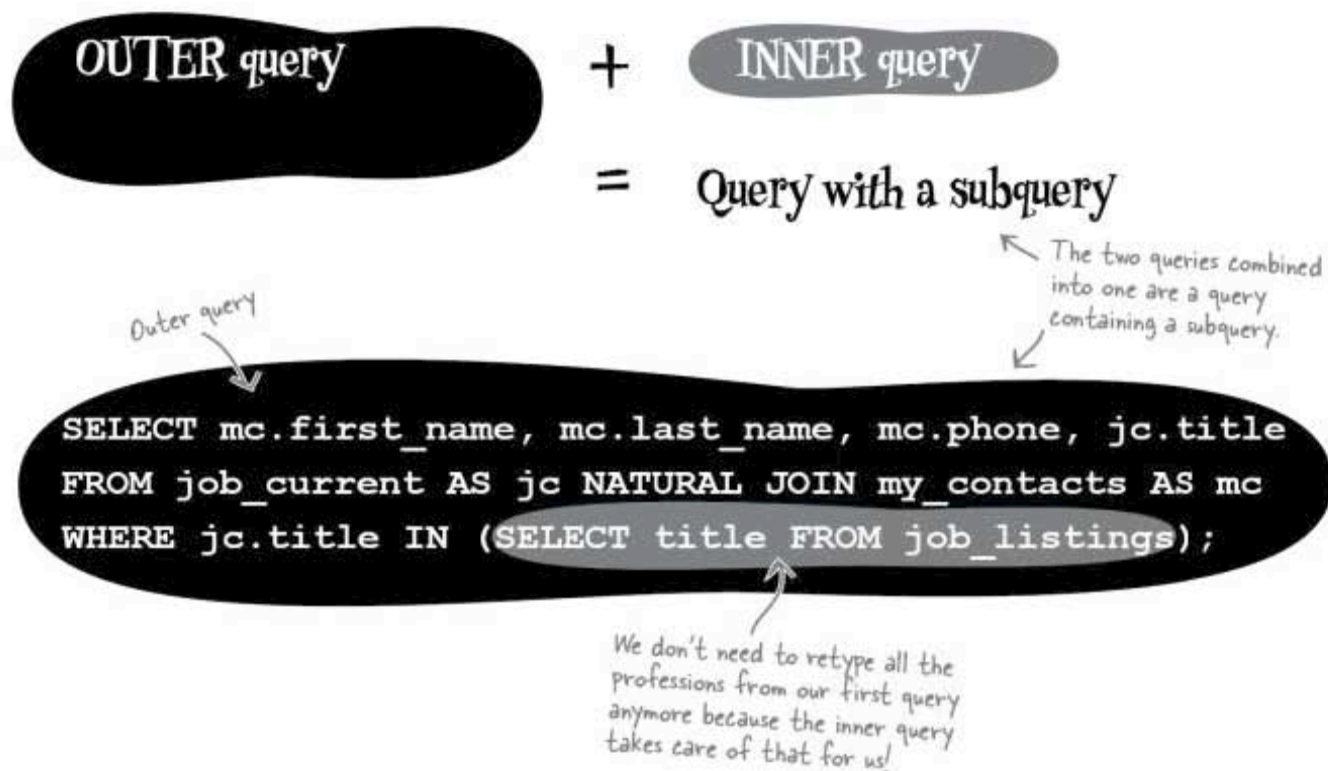 OUTER query + INNER query
= Query with a subquery
The two queries combined
into one are a query
containing a subquery.
Outer query
SELECT mc.first_name, mc.last_name, mc.phone, jc.title
FROM job_current AS jc NATURAL JOIN my_contacts AS mc
WHERE jc.title IN (SELECT title FROM job_listings);
We don't need to retype all the
professions from our first query
anymore because the inner query
takes care of that for us!